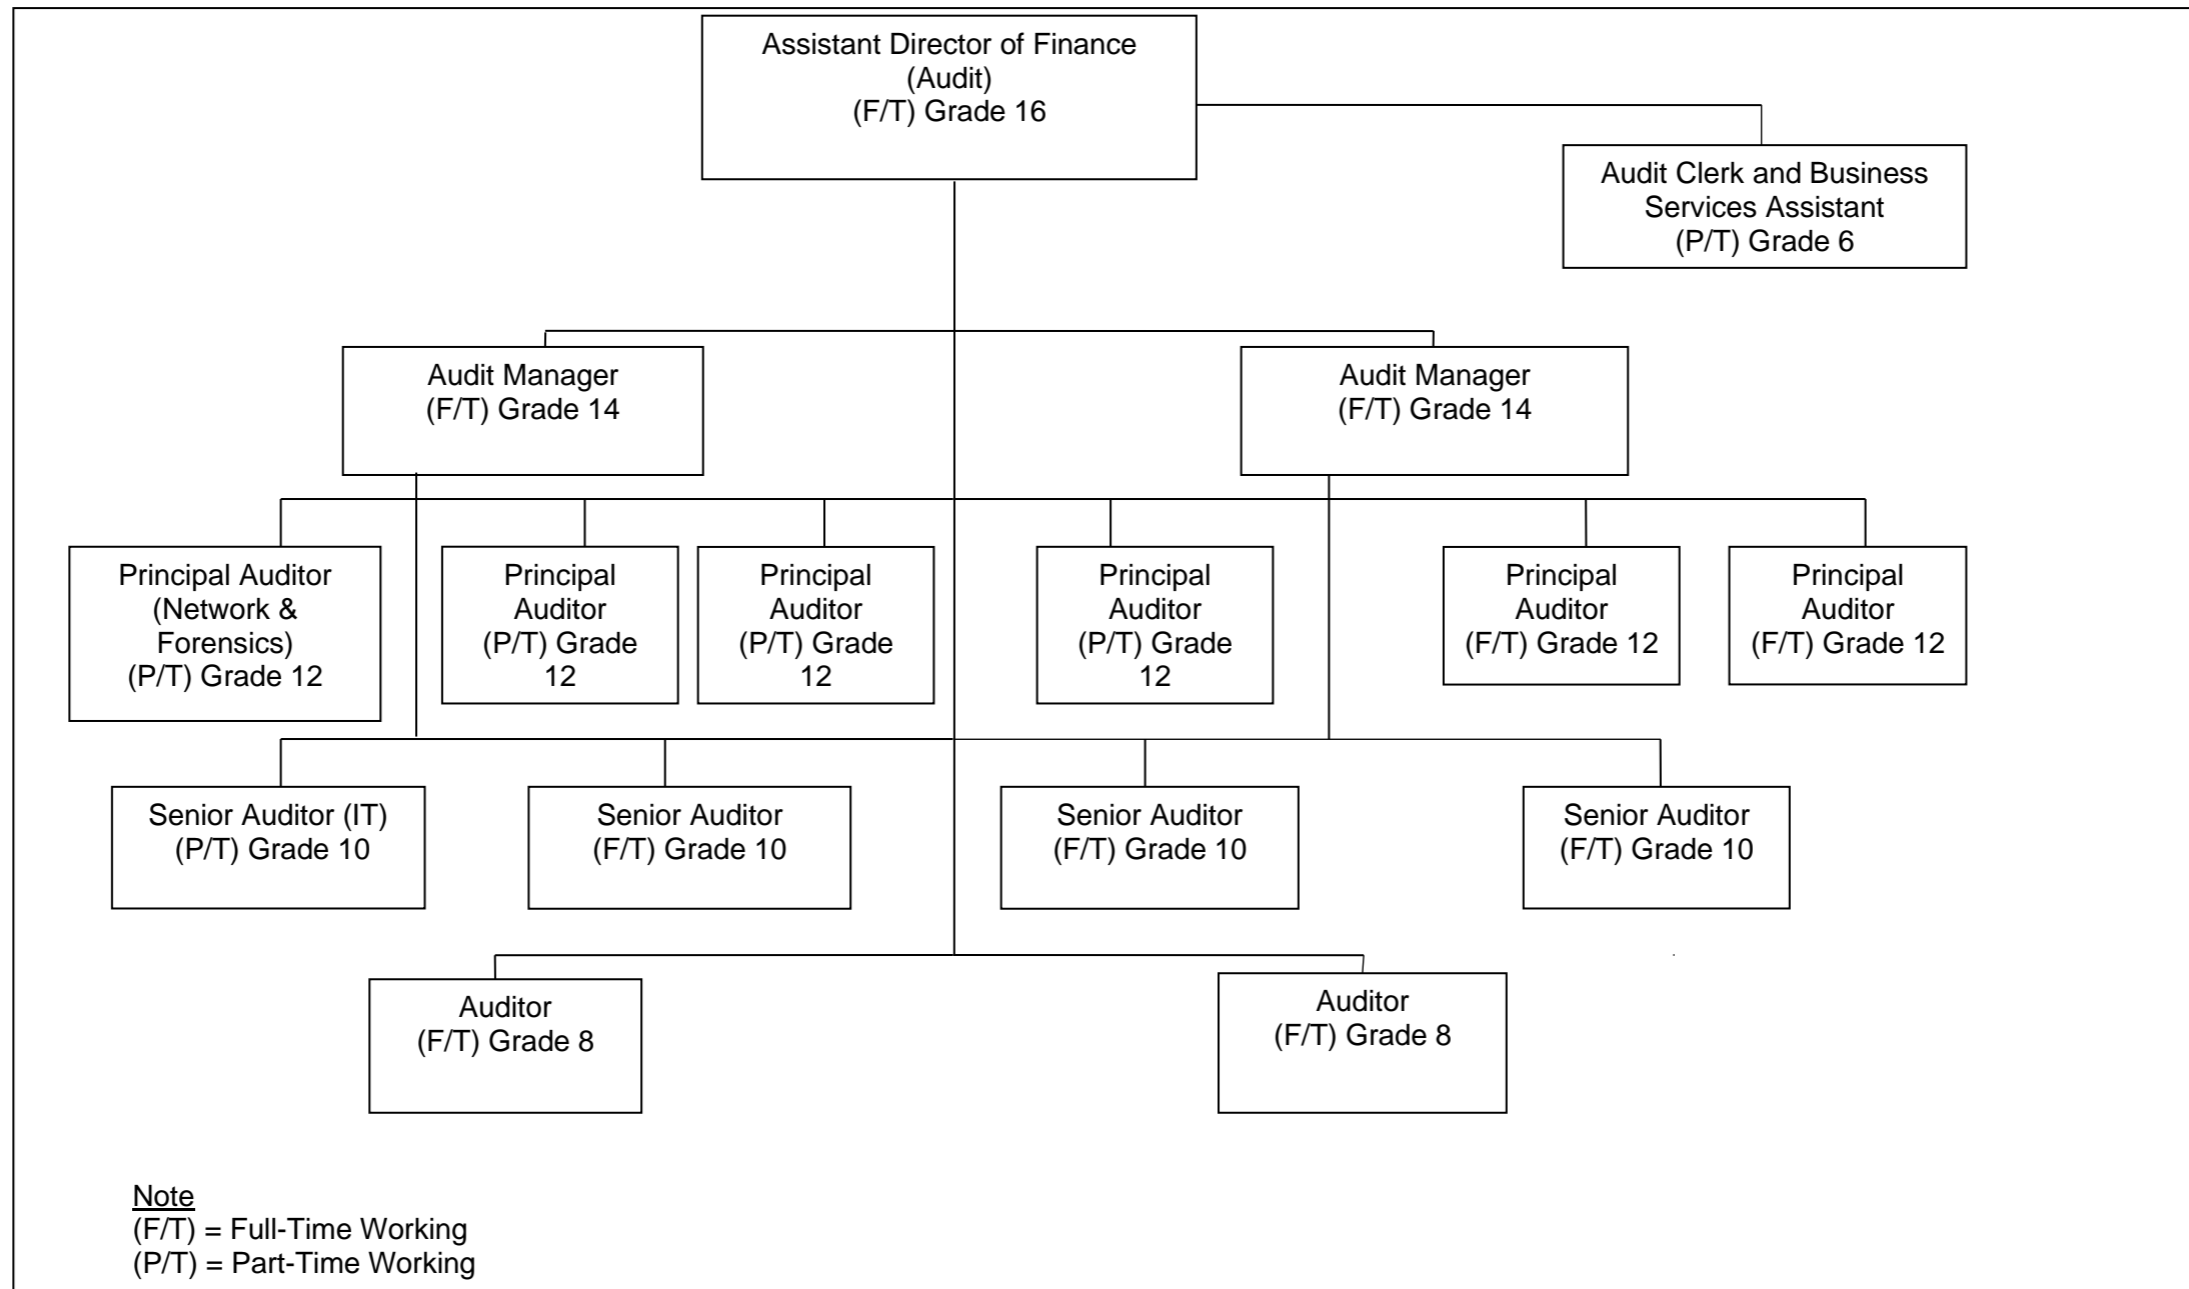 Assistant Director of Finance
(Audit)
(F/T) Grade 16
Audit Clerk and Business
Services Assistant
(P/T) Grade 6
Audit Manager
(F/T) Grade 14
Audit Manager
(F/T) Grade 14
Principal Auditor
(Network &
Forensics)
(P/T) Grade 12
Principal
Auditor
(P/T) Grade
12
Principal
Auditor
(P/T) Grade
12
Principal
Auditor
(P/T) Grade
12
Principal
Auditor
(F/T) Grade 12
Principal
Auditor
(F/T) Grade 12
Senior Auditor (IT)
(P/T) Grade 10
Senior Auditor
(F/T) Grade 10
Senior Auditor
(F/T) Grade 10
Senior Auditor
(F/T) Grade 10
Auditor
(F/T) Grade 8
Auditor
(F/T) Grade 8
Note
(F/T) = Full-Time Working
(P/T) = Part-Time Working